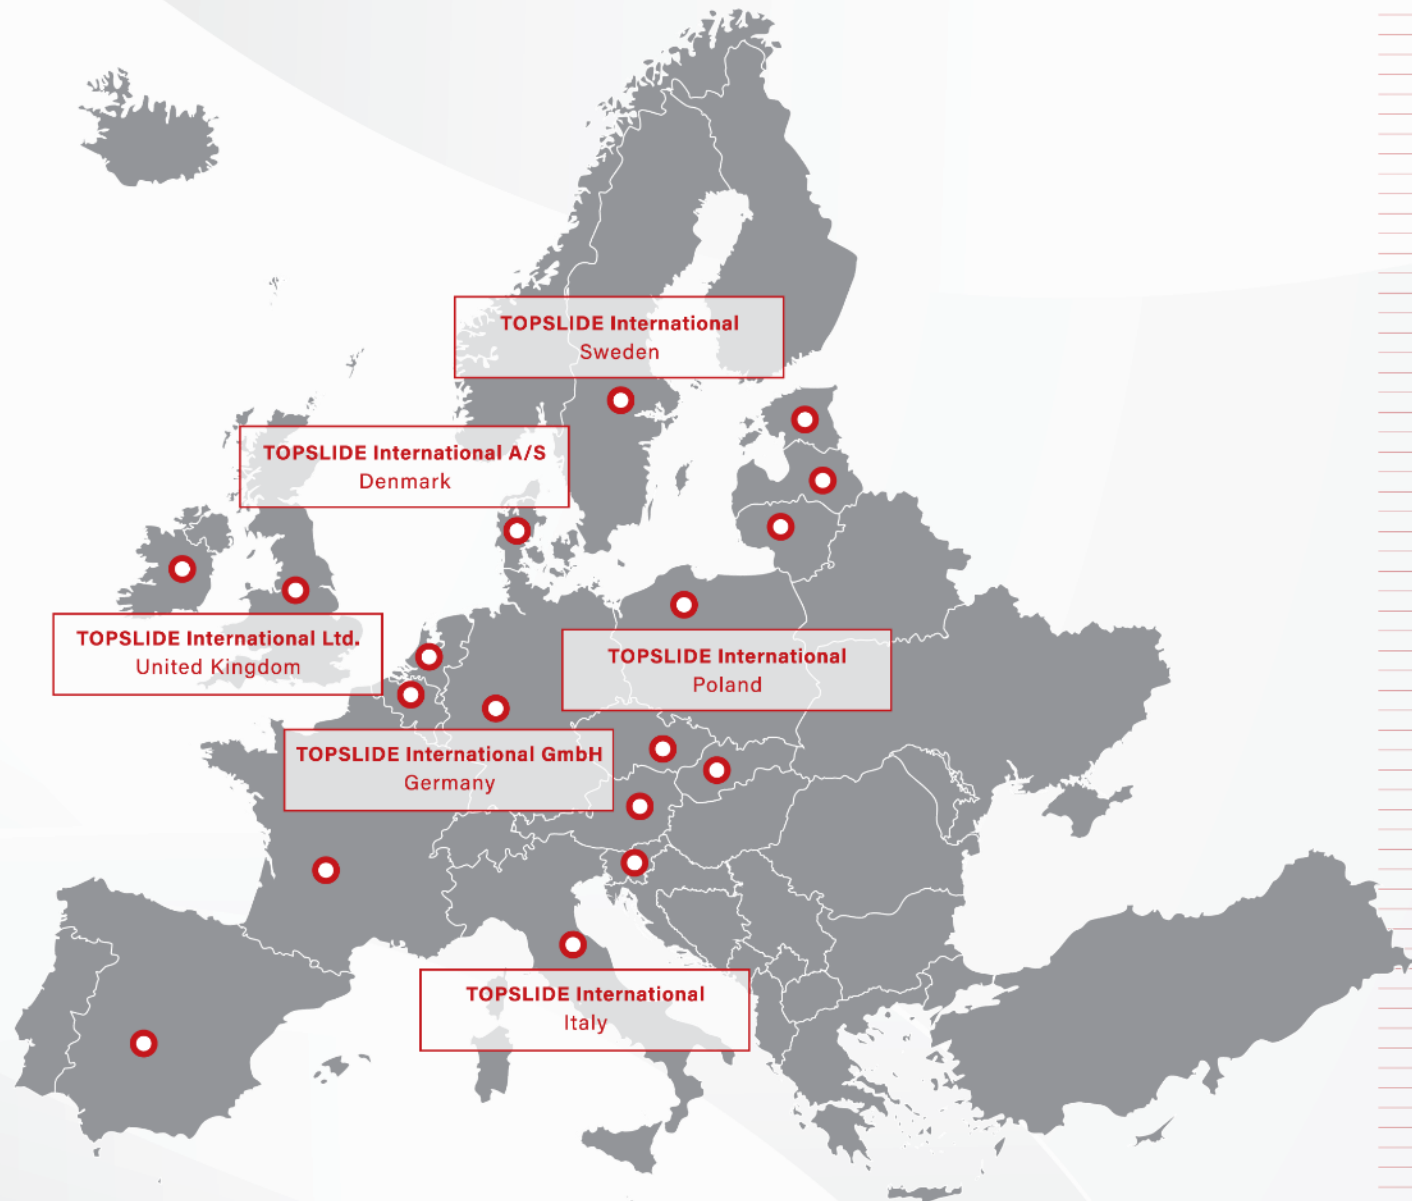 TOPSLIDE International
Sweden
TOPSLIDE International A/S
Denmark
TOPSLIDE International Ltd.
United Kingdom
TOPSLIDE International
Poland
TOPSLIDE International GmbH
Germany
TOPSLIDE International
Italy